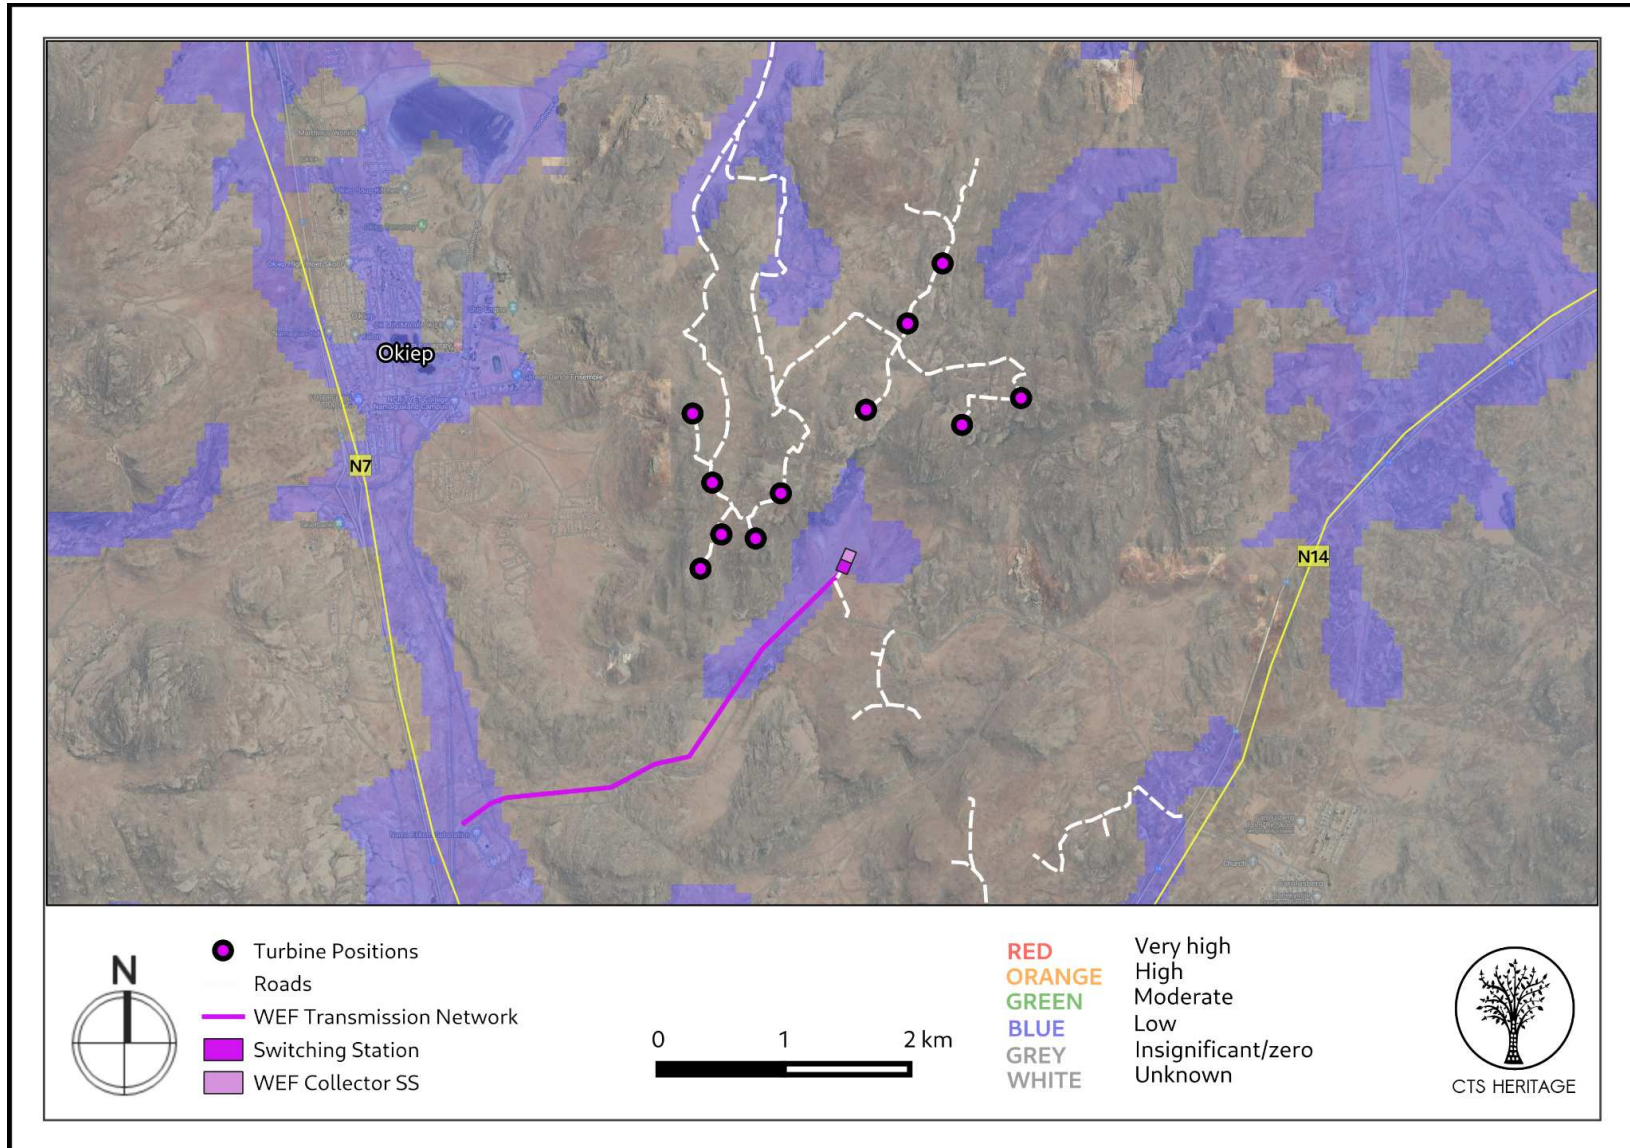 Okiep
N7
N14
N
Turbine Positions
Roads
WEF Transmission Network
Switching Station
WEF Collector SS
0 1 2 km
RED Very high
ORANGE High
GREEN Moderate
BLUE Low
GREY Insignificant/zero
WHITE Unknown
CTS HERITAGE